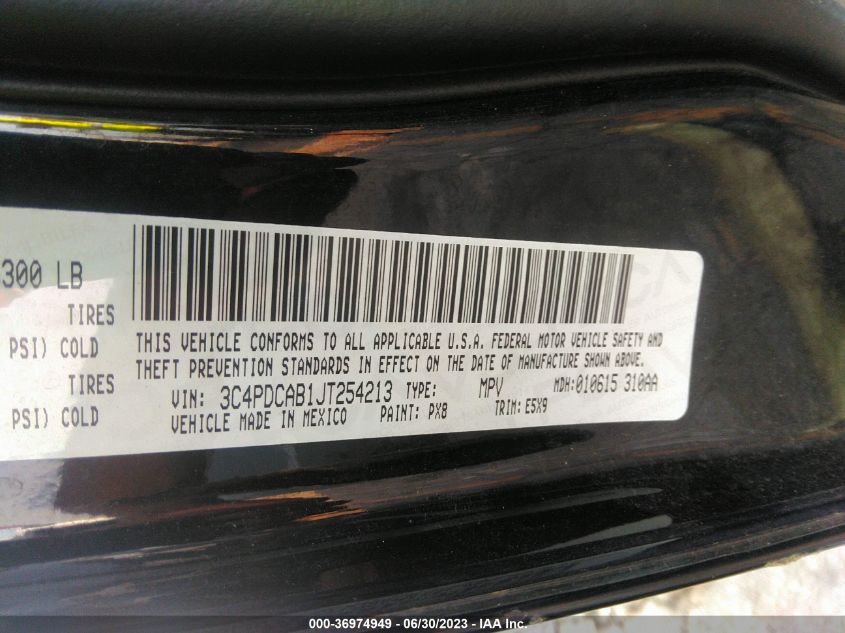 300 LB
TIRES
PSI) COLD
TIRES
PSI) COLD
THIS VEHICLE CONFORMS TO ALL APPLICABLE U.S.A. FEDERAL MOTOR VEHICLE SAFETY AND
THEFT PREVENTION STANDARDS IN EFFECT ON THE DATE OF MANUFACTURE SHOWN ABOVE.
VIN: 3C4PDCAB1JT254213 TYPE: MPV MDH:010615 310AA
VEHICLE MADE IN MEXICO PAINT: PX8 TRIM: E5X9
000-36974949 - 06/30/2023 - IAA Inc.